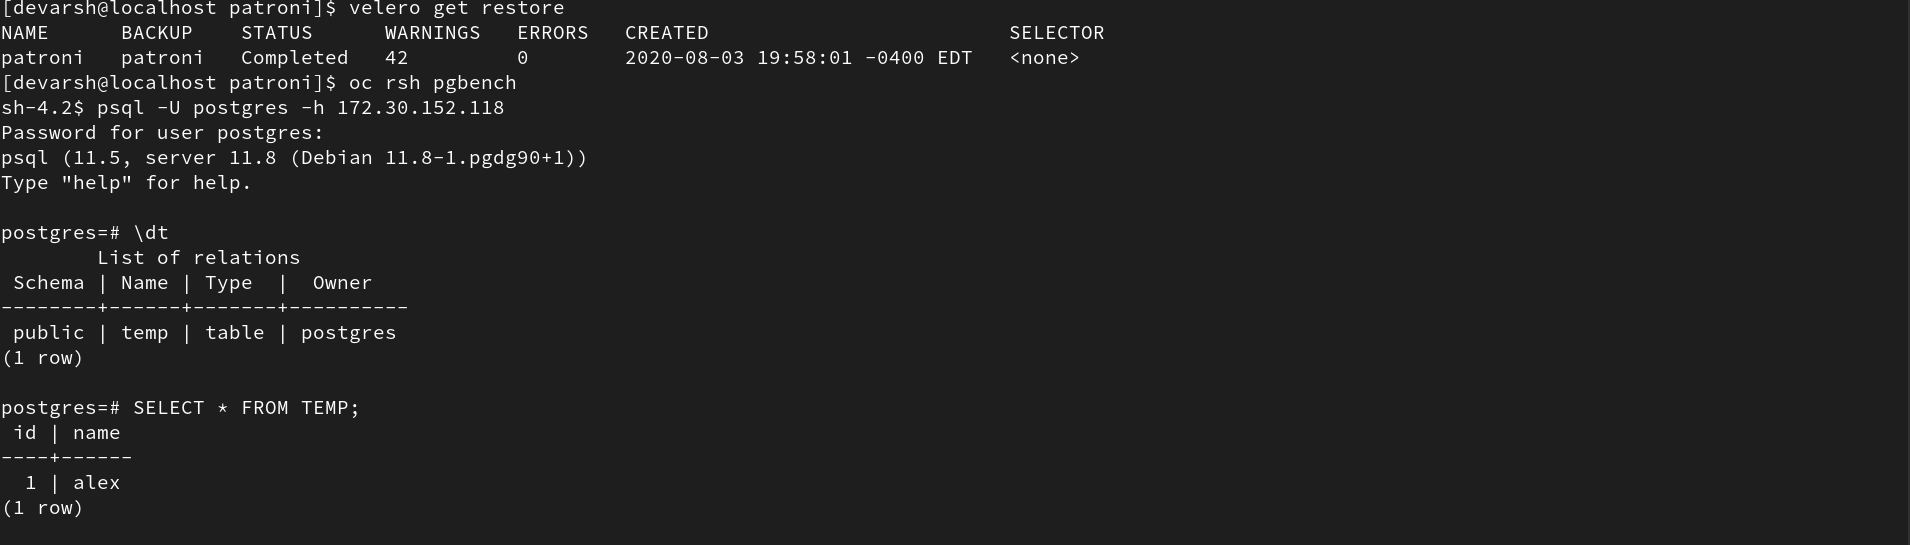 [devarsh@localhost patroni]$ velero get restore
NAME      BACKUP    STATUS      WARNINGS   ERRORS   CREATED                         SELECTOR
patroni   patroni   Completed   42         0        2020-08-03 19:58:01 -0400 EDT   <none>
[devarsh@localhost patroni]$ oc rsh pgbench
sh-4.2$ psql -U postgres -h 172.30.152.118
Password for user postgres:
psql (11.5, server 11.8 (Debian 11.8-1.pgdg90+1))
Type "help" for help.

postgres=# \dt
        List of relations
 Schema | Name | Type  |  Owner
--------+------+-------+----------
 public | temp | table | postgres
(1 row)

postgres=# SELECT * FROM TEMP;
 id | name
----+------
  1 | alex
(1 row)